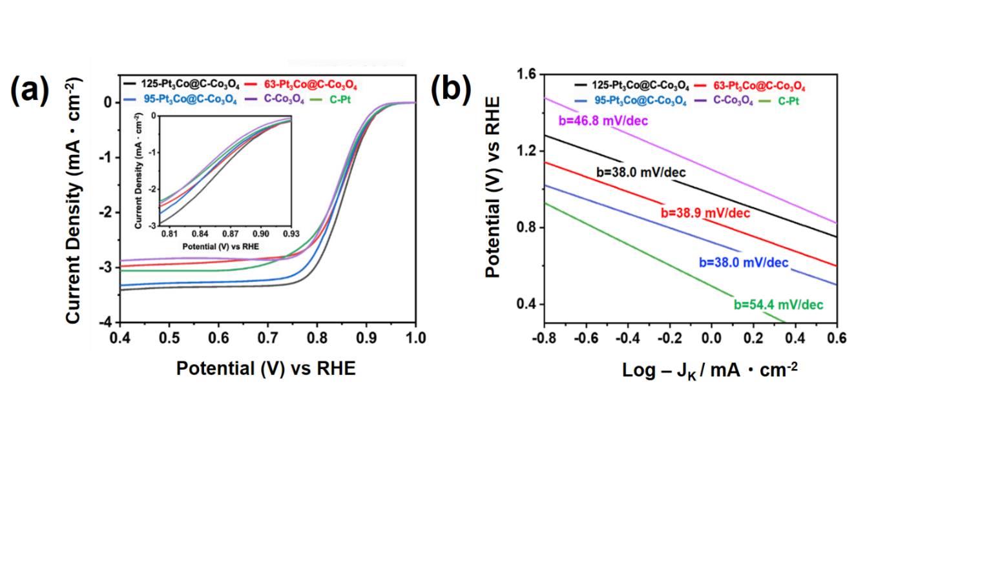 (a)
Current Density (mA・cm-2)
125-Pt3Co@C-Co3O4 63-Pt3Co@C-Co3O4
95-Pt3Co@C-Co3O4 C-Co3O4 C-Pt
0
-1
-2
-3
-4
0.4 0.5 0.6 0.7 0.8 0.9 1.0
Potential (V) vs RHE
Current Density (mA・cm-2)
0
-1
-2
-3
0.81 0.84 0.87 0.90 0.93
Potential (V) vs RHE
(b)
Potential (V) vs RHE
125-Pt3Co@C-Co3O4 63-Pt3Co@C-Co3O4
95-Pt3Co@C-Co3O4 C-Co3O4 C-Pt
1.6
1.2
0.8
0.4
b=46.8 mV/dec
b=38.0 mV/dec
b=38.9 mV/dec
b=38.0 mV/dec
b=54.4 mV/dec
-0.8 -0.6 -0.4 -0.2 0.0 0.2 0.4 0.6
Log – JK / mA・cm-2